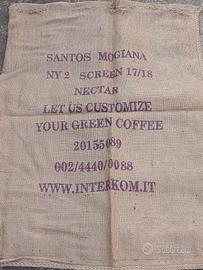 SANTOS MOGIANA
NY 2 SCREEN 17/18
NECTAR
LET US CUSTOMIZE
YOUR GREEN COFFEE
20155089
002/4440/0088
WWW.INTERKOM.IT
subito